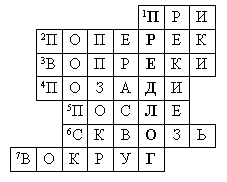 ¹ПРИ
²ПОПЕРЕК
³ВОПРЕКИ
⁴ПОЗАДИ
⁵ПОСЛЕ
⁶СКВОЗЬ
⁷ВОКРУГ